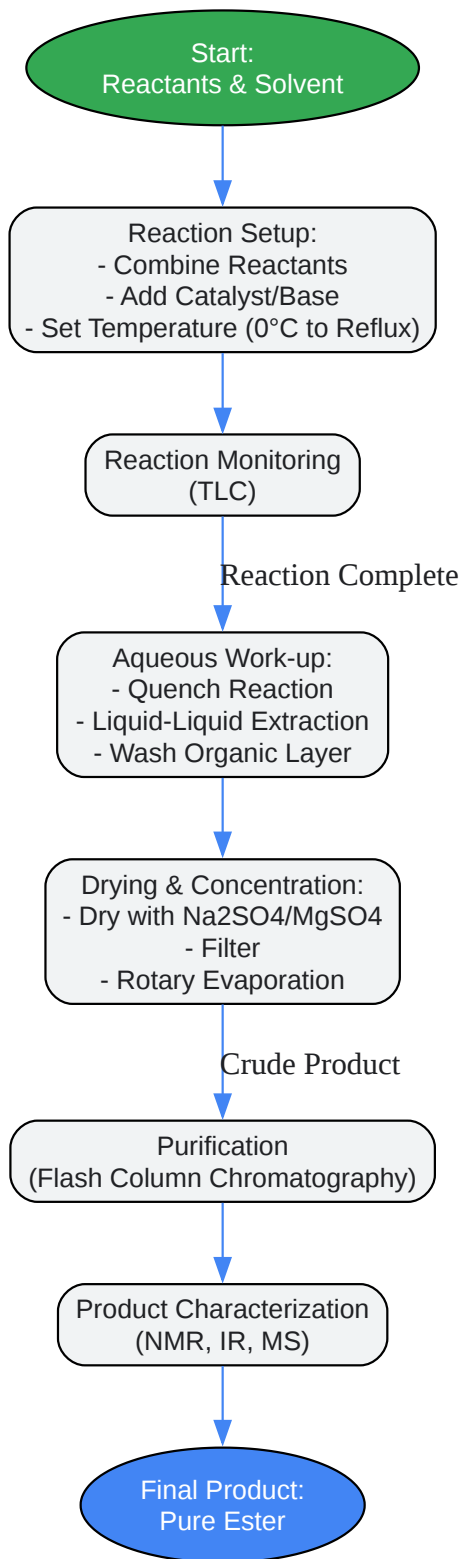 Start:
Reactants & Solvent
Reaction Setup:
- Combine Reactants
- Add Catalyst/Base
- Set Temperature (0°C to Reflux)
Reaction Monitoring
(TLC)
Reaction Complete
Aqueous Work-up:
- Quench Reaction
- Liquid-Liquid Extraction
- Wash Organic Layer
Drying & Concentration:
- Dry with Na2SO4/MgSO4
- Filter
- Rotary Evaporation
Crude Product
Purification
(Flash Column Chromatography)
Product Characterization
(NMR, IR, MS)
Final Product:
Pure Ester